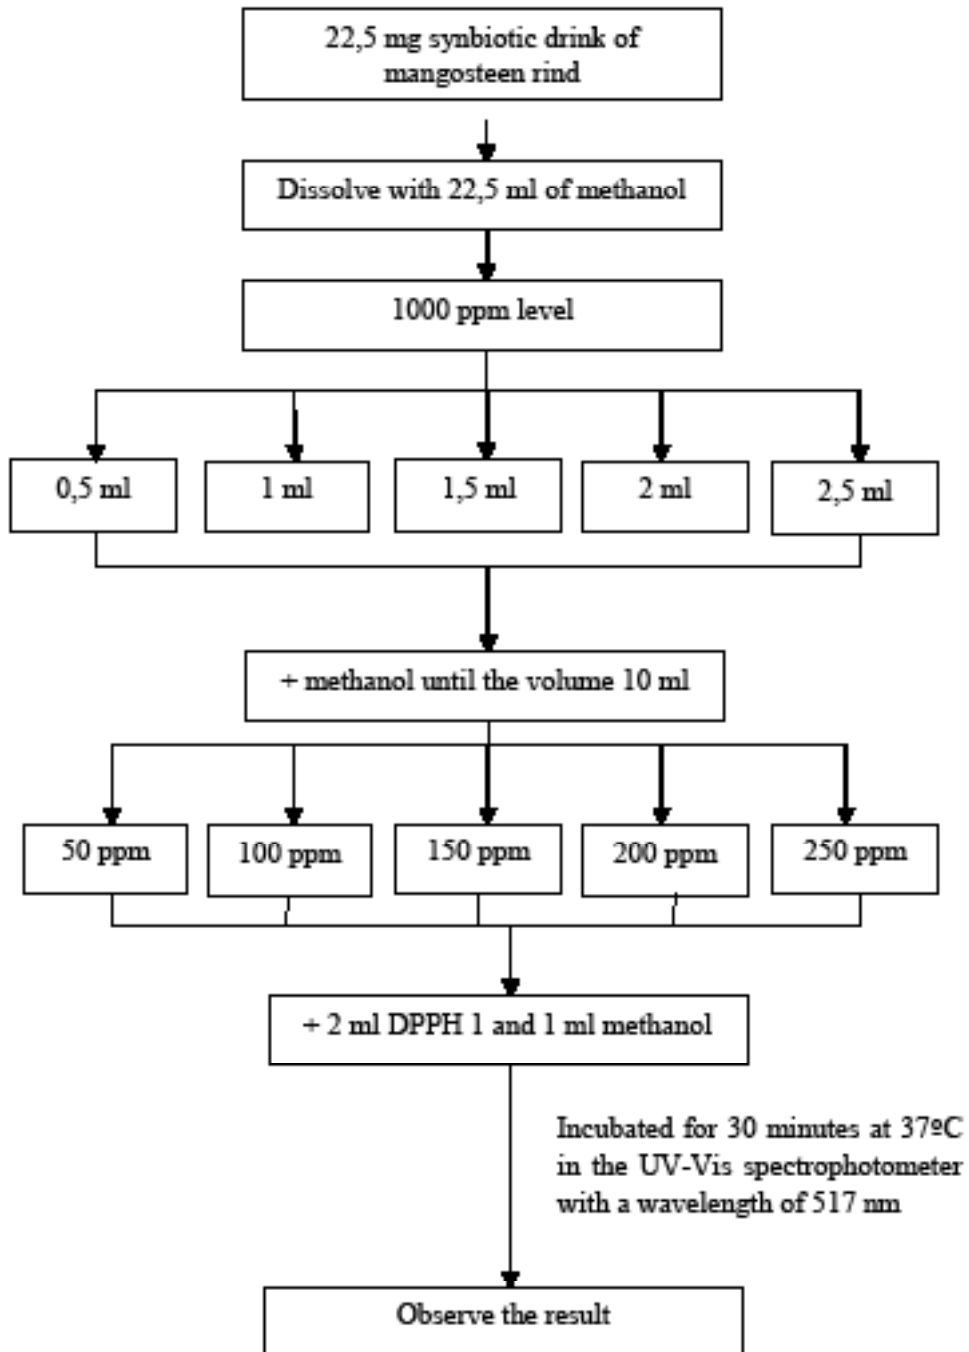 22,5 mg synbiotic drink of
mangosteen rind
Dissolve with 22,5 ml of methanol
1000 ppm level
0,5 ml
1 ml
1,5 ml
2 ml
2,5 ml
+ methanol until the volume 10 ml
50 ppm
100 ppm
150 ppm
200 ppm
250 ppm
+ 2 ml DPPH 1 and 1 ml methanol
Incubated for 30 minutes at 37ºC
in the UV-Vis spectrophotometer
with a wavelength of 517 nm
Observe the result